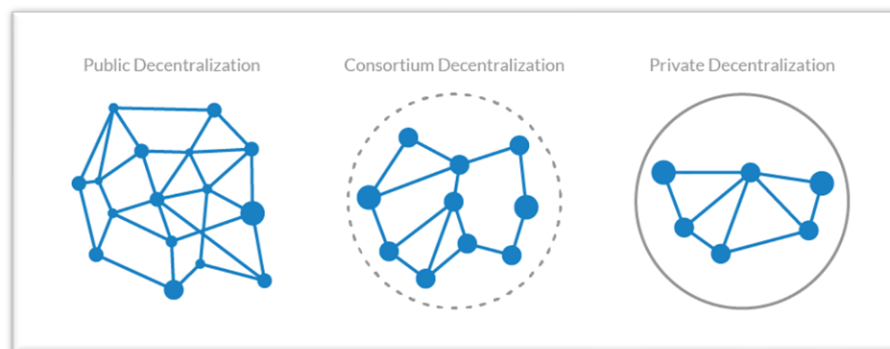 Public Decentralization
Consortium Decentralization
Private Decentralization